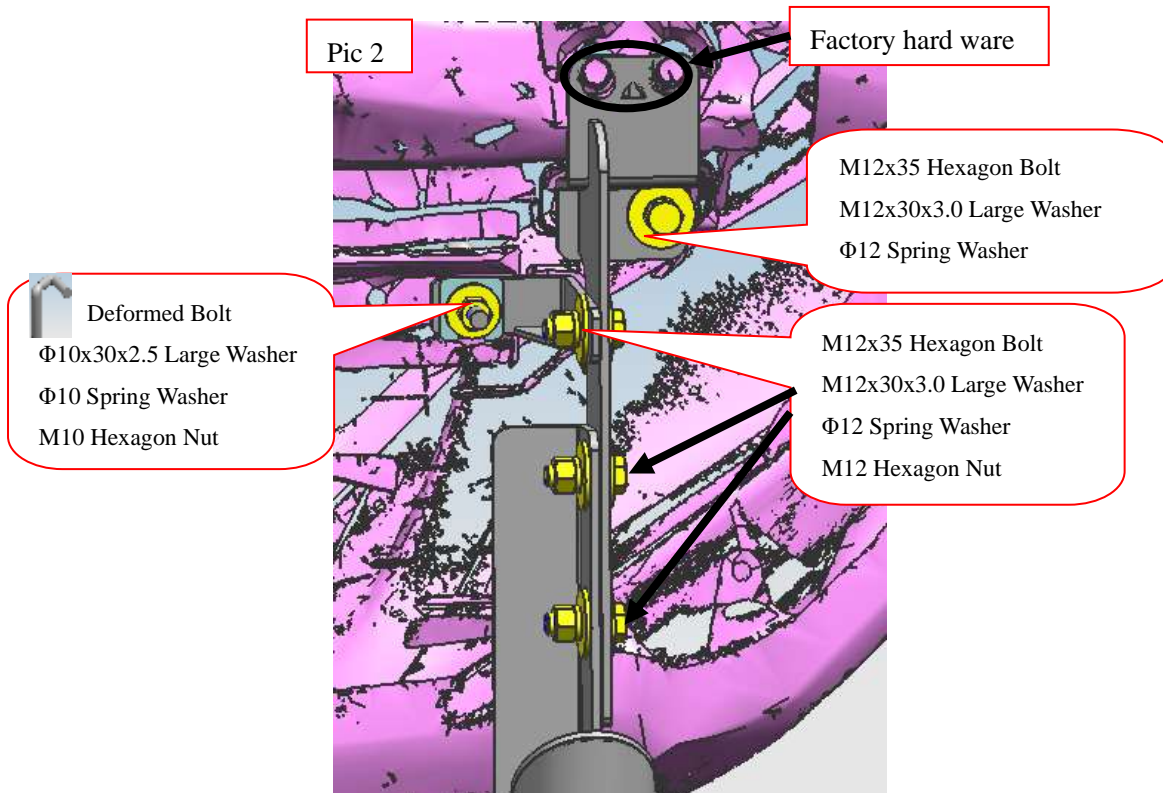 Pic 2
Factory hard ware
M12x35 Hexagon Bolt
M12x30x3.0 Large Washer
Φ12 Spring Washer
Deformed Bolt
Φ10x30x2.5 Large Washer
Φ10 Spring Washer
M10 Hexagon Nut
M12x35 Hexagon Bolt
M12x30x3.0 Large Washer
Φ12 Spring Washer
M12 Hexagon Nut